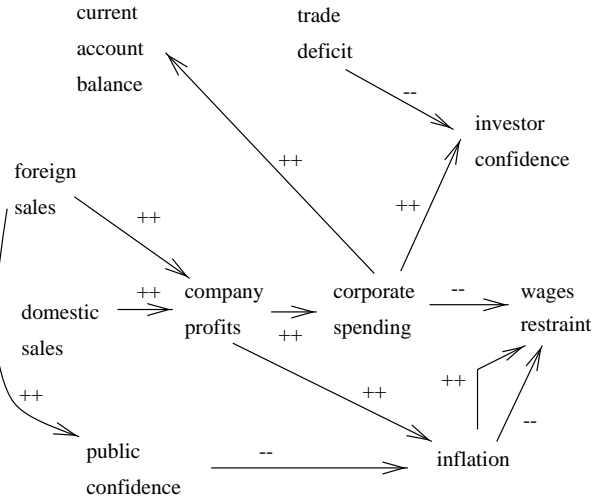 current
account
balance
trade
deficit
--
investor
confidence
++
foreign
sales
++
++
domestic
sales
++
company
profits
++
corporate
spending
--
wages
restraint
++
++
--
++
public
confidence
--
inflation